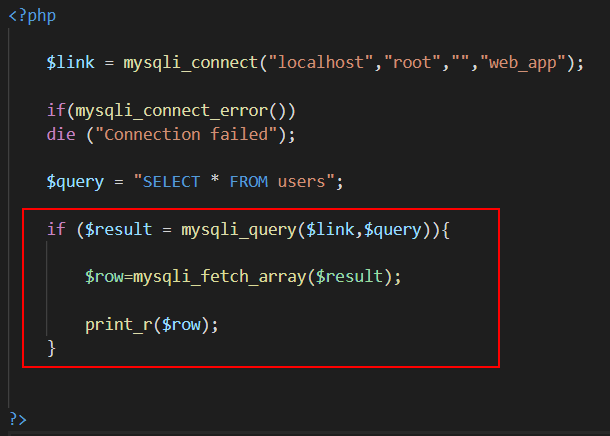 <?php
$link = mysqli_connect("localhost","root","","web_app");
if(mysqli_connect_error())
die ("Connection failed");
$query = "SELECT * FROM users";
if ($result = mysqli_query($link,$query)){
$row=mysqli_fetch_array($result);
print_r($row);
}
?>